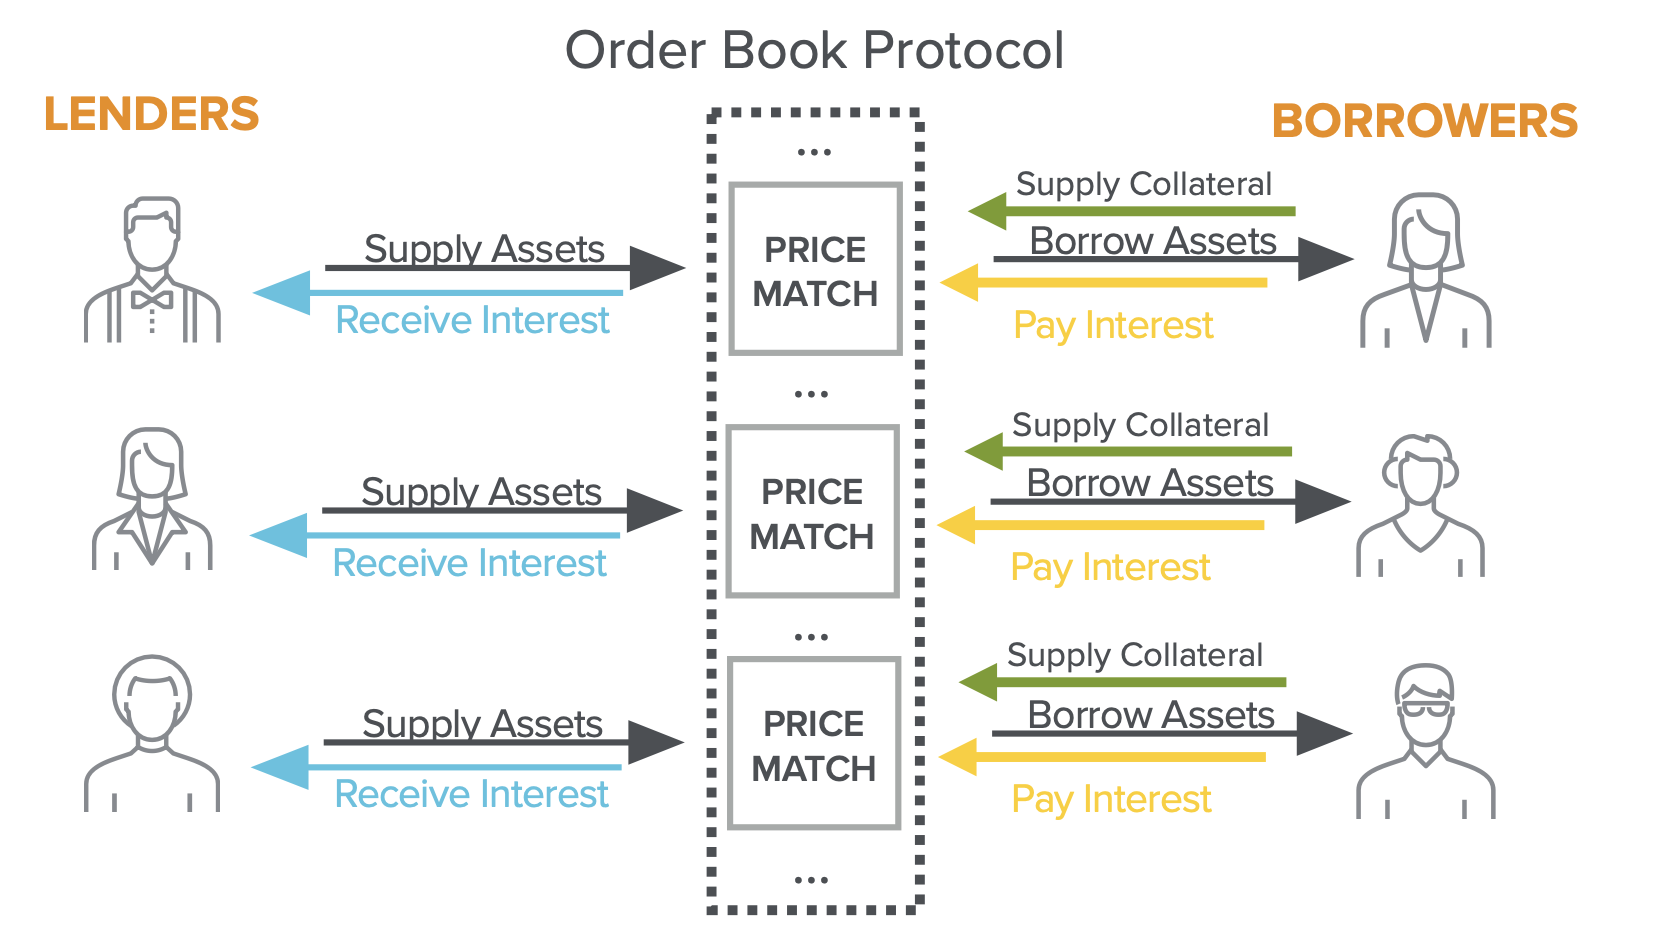 Order Book Protocol
LENDERS
BORROWERS
...
Supply Assets
Receive Interest
PRICE
MATCH
Supply Collateral
Borrow Assets
Pay Interest
...
Supply Assets
Receive Interest
PRICE
MATCH
Supply Collateral
Borrow Assets
Pay Interest
...
Supply Assets
Receive Interest
PRICE
MATCH
Supply Collateral
Borrow Assets
Pay Interest
...